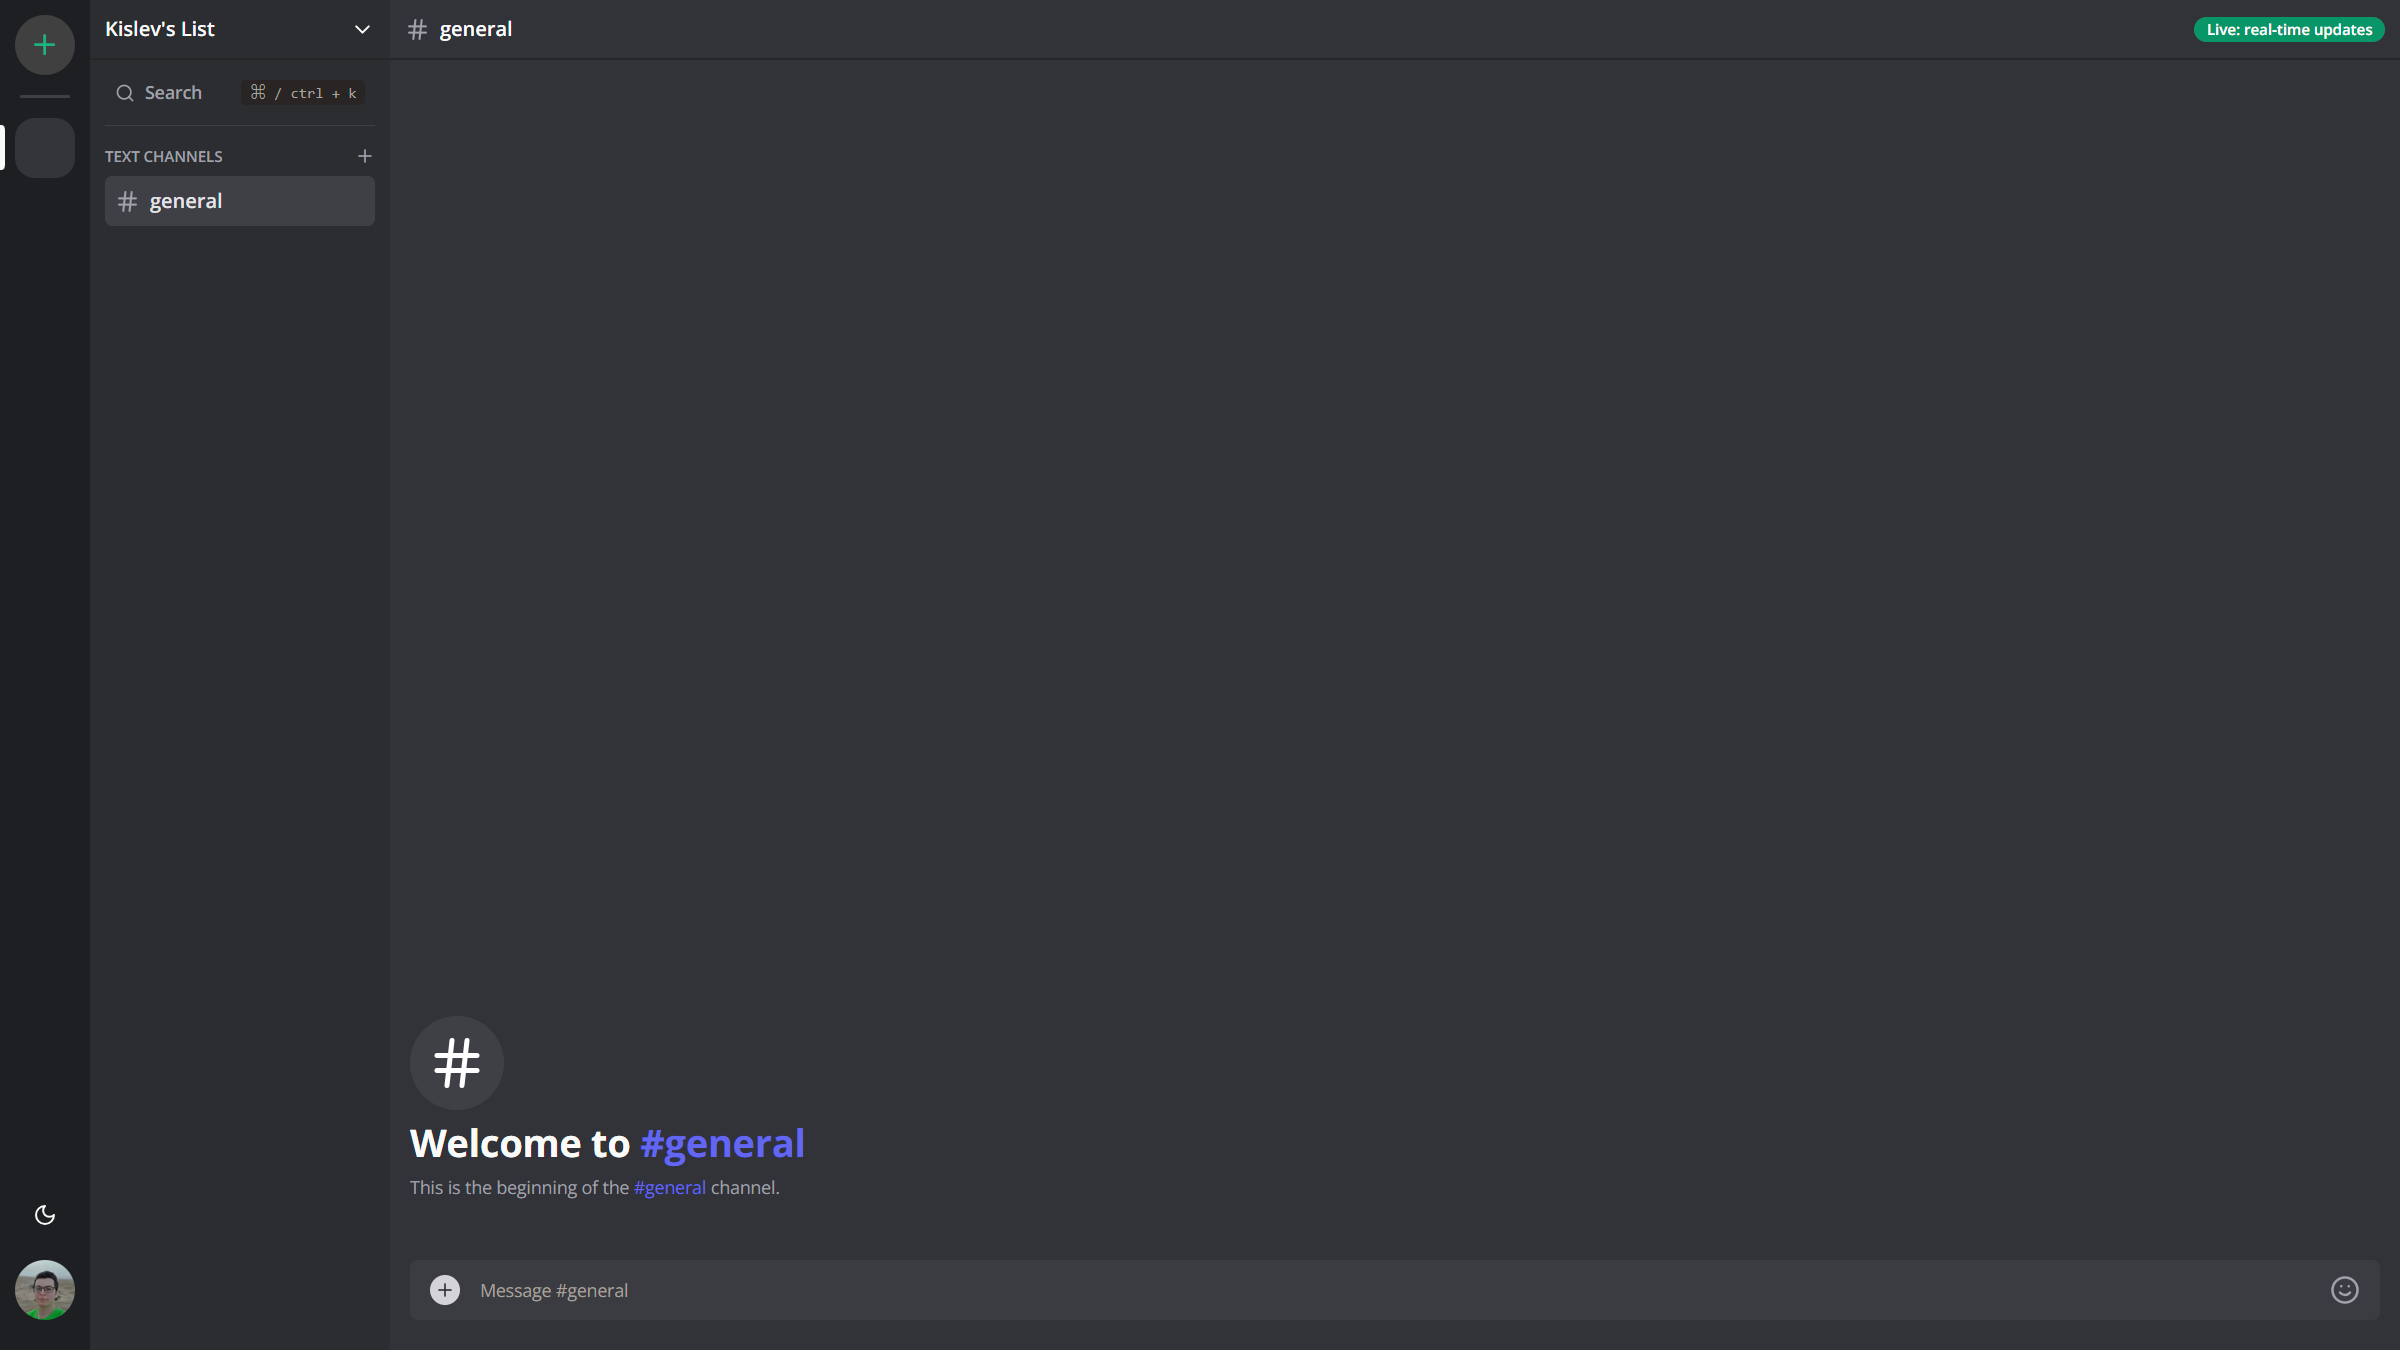 Kislev's List
# general
Live: real-time updates
Search
⌘ / ctrl + k
TEXT CHANNELS
# general
#
Welcome to #general
This is the beginning of the #general channel.
Message #general